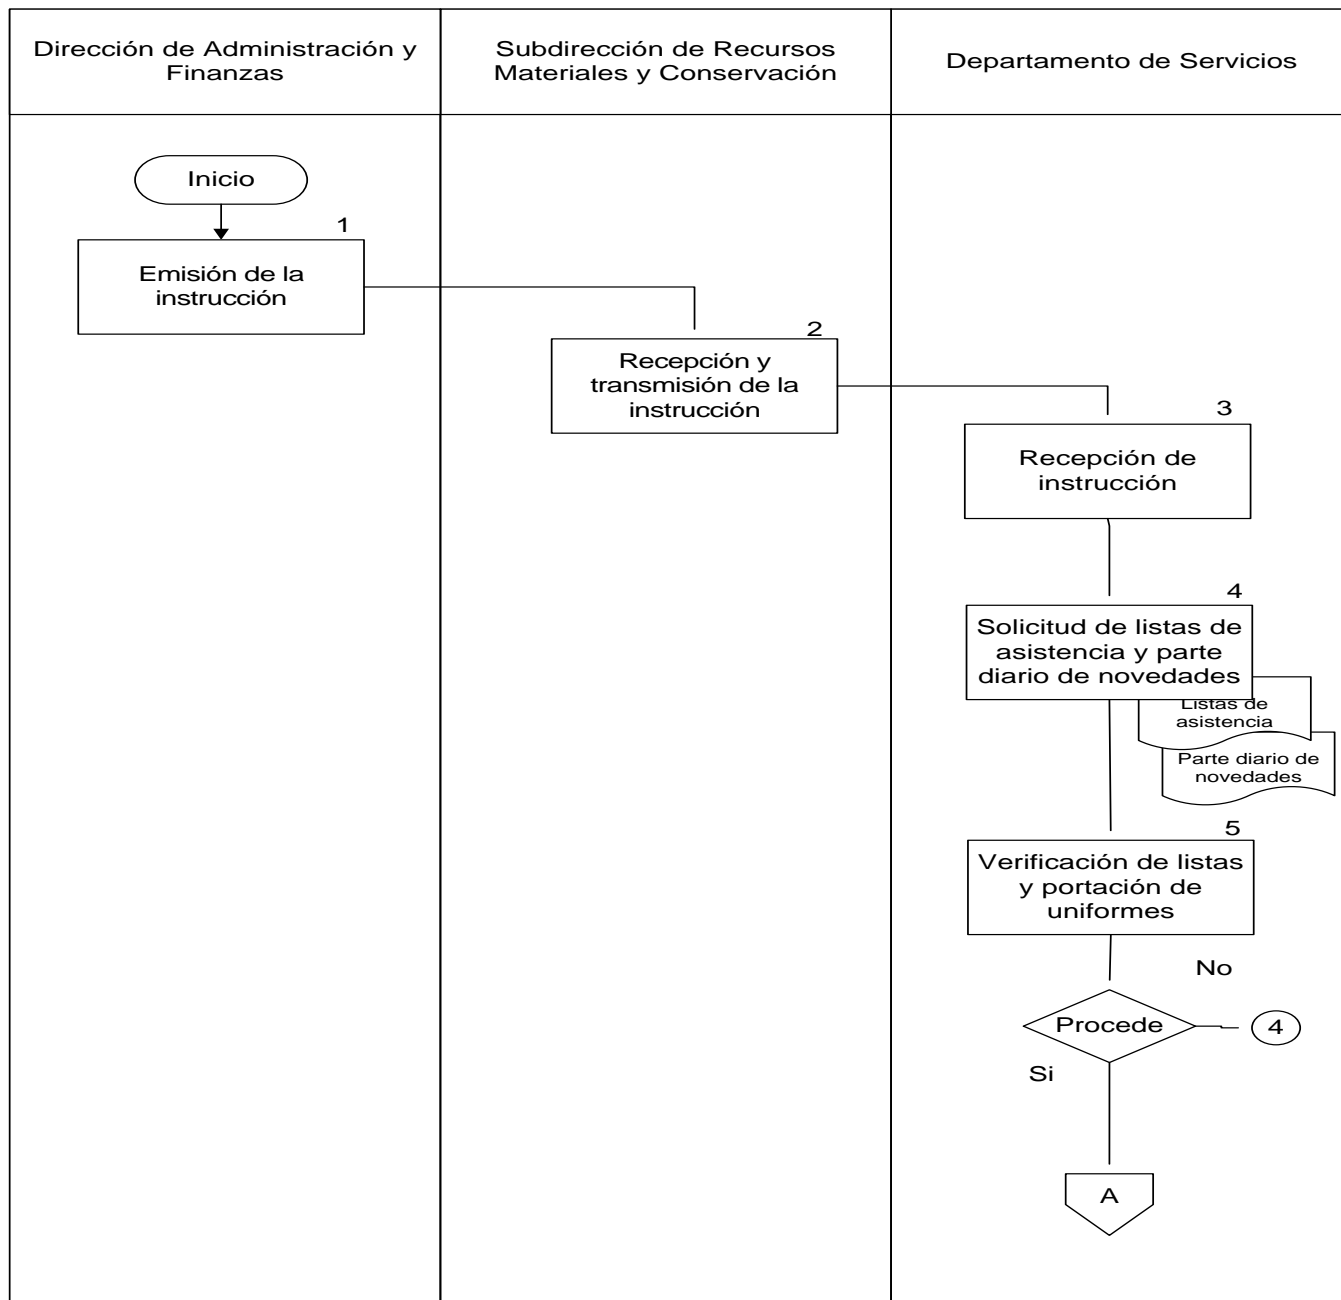 Dirección de Administración y
Finanzas
Subdirección de Recursos
Materiales y Conservación
Departamento de Servicios
Inicio
1
Emisión de la
instrucción
2
Recepción y
transmisión de la
instrucción
3
Recepción de
instrucción
4
Solicitud de listas de
asistencia y parte
diario de novedades
Listas de
asistencia
Parte diario de
novedades
5
Verificación de listas
y portación de
uniformes
No
Procede
4
Si
A